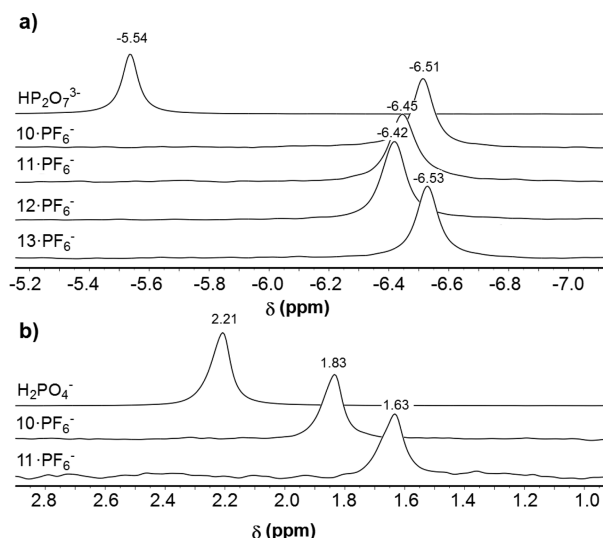 a)
-5.54
HP₂O₇³⁻
-6.51
10·PF₆⁻
-6.45
11·PF₆⁻
-6.42
12·PF₆⁻
-6.53
13·PF₆⁻
-5.2 -5.4 -5.6 -5.8 -6.0 -6.2 -6.4 -6.6 -6.8 -7.0
δ (ppm)
b)
2.21
H₂PO₄⁻
1.83
10·PF₆⁻
1.63
11·PF₆⁻
2.8 2.6 2.4 2.2 2.0 1.8 1.6 1.4 1.2 1.0
δ (ppm)